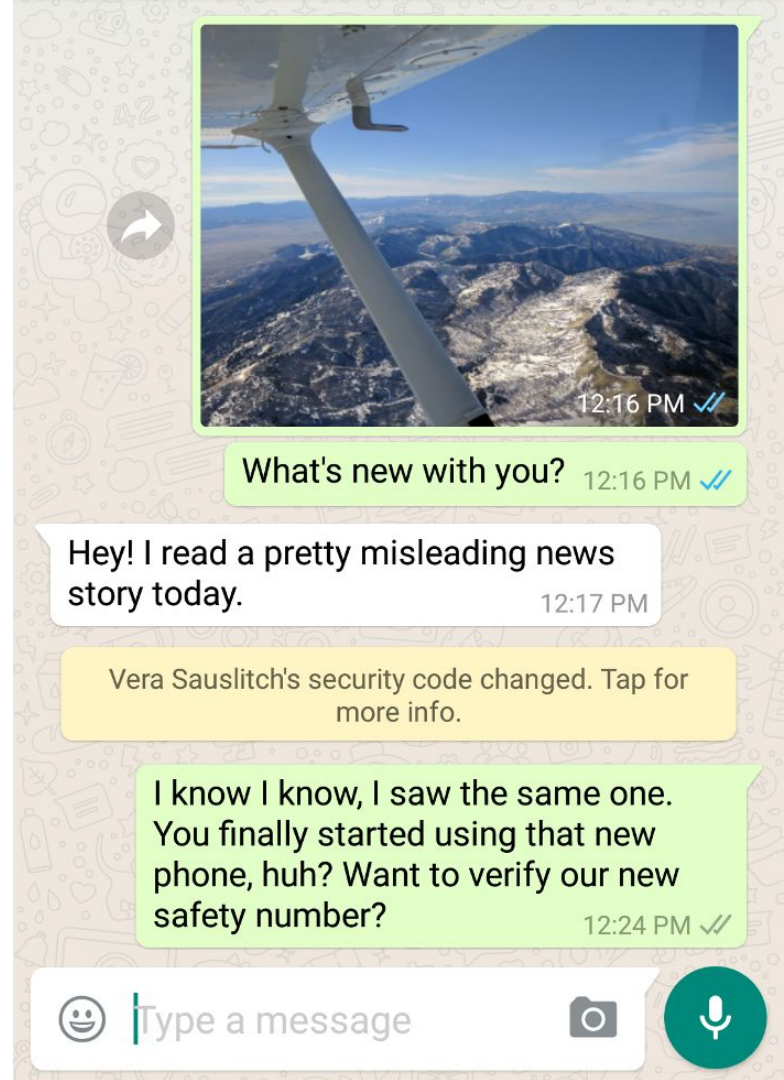 12:16 PM
What's new with you? 12:16 PM
Hey! I read a pretty misleading news
story today. 12:17 PM
Vera Sauslitch's security code changed. Tap for
more info.
I know I know, I saw the same one.
You finally started using that new
phone, huh? Want to verify our new
safety number? 12:24 PM
Type a message